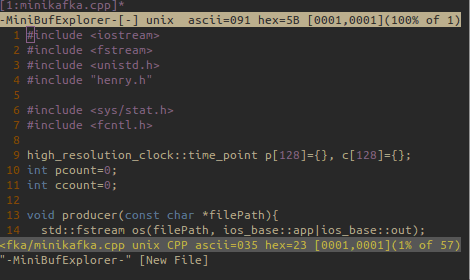 [1:minikafka.cpp]*
-MiniBufExplorer-[-] unix  ascii=091 hex=5B [0001,0001](100% of 1)
1 #include <iostream>
2 #include <fstream>
3 #include <unistd.h>
4 #include "henry.h"
5
6 #include <sys/stat.h>
7 #include <fcntl.h>
8
9 high_resolution_clock::time_point p[128]={}, c[128]={};
10 int pcount=0;
11 int ccount=0;
12
13 void producer(const char *filePath){
14   std::fstream os(filePath, ios_base::app|ios_base::out);
<fka/minikafka.cpp unix CPP ascii=035 hex=23 [0001,0001](1% of 57)
"-MiniBufExplorer-" [New File]